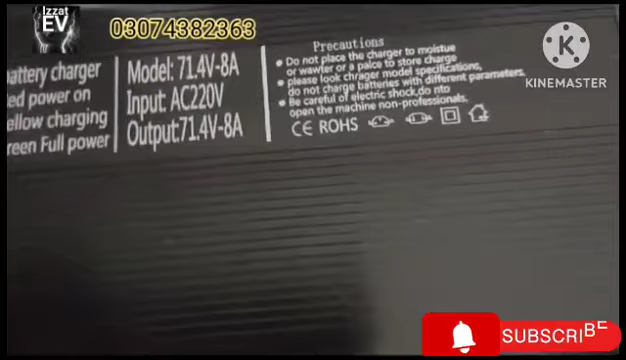 Izzat
EV
03074382363
K
KINEMASTER
attery charger
ed power on
ellow charging
reen Full power
Model: 71.4V-8A
Input: AC220V
Output:71.4V-8A
Precautions
Do not place the charger to moistue
or wawter or a palce to store charge
please look chrager model specifications,
do not charge batteries with different parameters.
Be careful of electric shock,do nto
open the machine non-professionals.
CE ROHS
SUBSCRIBE